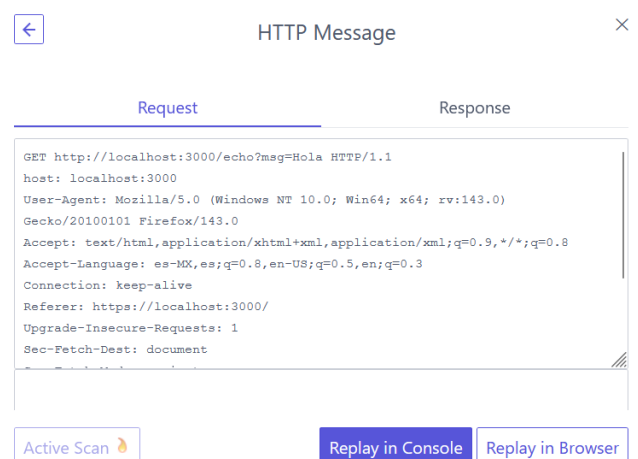 HTTP Message
Request
Response
GET http://localhost:3000/echo?msg=Hola HTTP/1.1
host: localhost:3000
User-Agent: Mozilla/5.0 (Windows NT 10.0; Win64; x64; rv:143.0)
Gecko/20100101 Firefox/143.0
Accept: text/html,application/xhtml+xml,application/xml;q=0.9,*/*;q=0.8
Accept-Language: es-MX,es;q=0.8,en-US;q=0.5,en;q=0.3
Connection: keep-alive
Referer: https://localhost:3000/
Upgrade-Insecure-Requests: 1
Sec-Fetch-Dest: document
Active Scan
Replay in Console
Replay in Browser